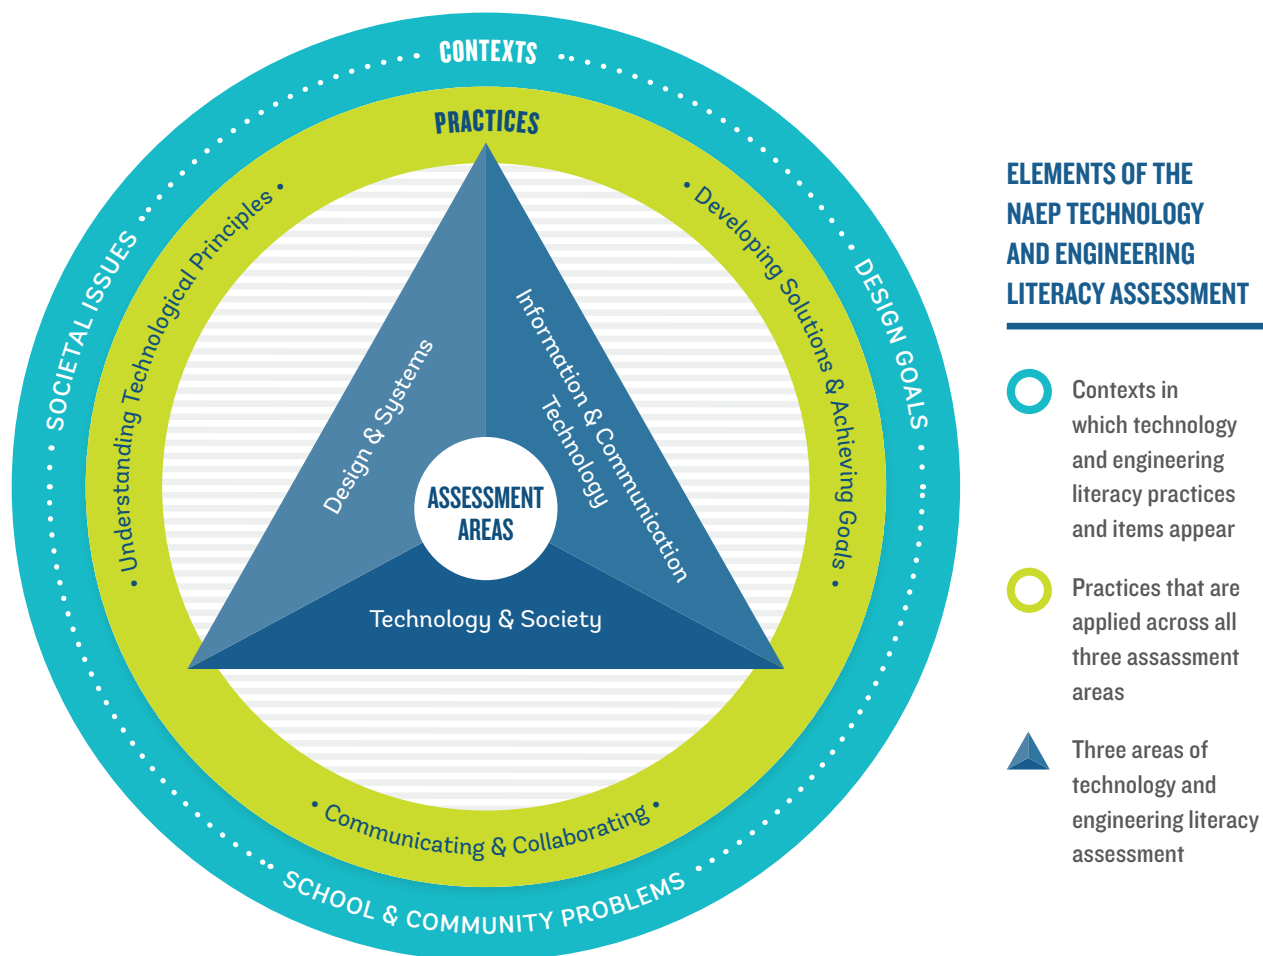 CONTEXTS
PRACTICES
SOCIETAL ISSUES
• Understanding Technological Principles •
• Developing Solutions & Achieving Goals •
DESIGN GOALS
Design & Systems
Information & Communication
Technology
ASSESSMENT
AREAS
Technology & Society
• Communicating & Collaborating •
SCHOOL & COMMUNITY PROBLEMS
ELEMENTS OF THE
NAEP TECHNOLOGY
AND ENGINEERING
LITERACY ASSESSMENT
Contexts in
which technology
and engineering
literacy practices
and items appear
Practices that are
applied across all
three assassment
areas
Three areas of
technology and
engineering literacy
assessment